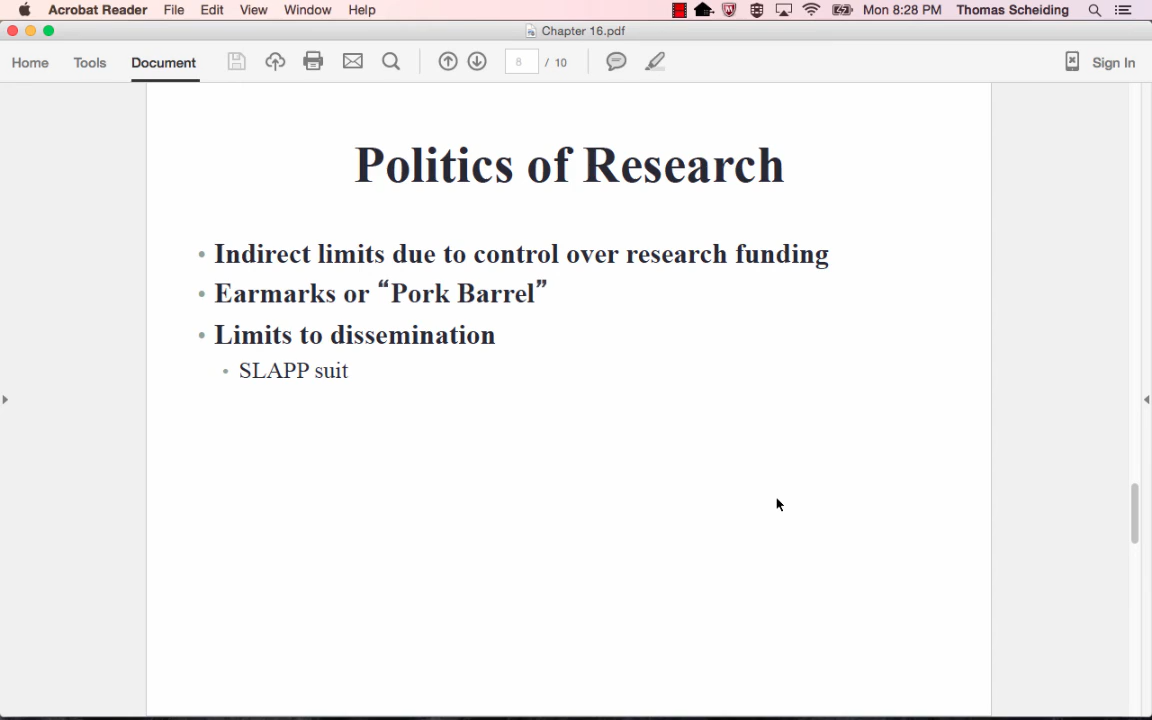 Acrobat Reader File Edit View Window Help Mon 8:28 PM Thomas Scheiding
Chapter 16.pdf
Home Tools Document 8 / 10 Sign In
Politics of Research
• Indirect limits due to control over research funding
• Earmarks or “Pork Barrel”
• Limits to dissemination
• SLAPP suit